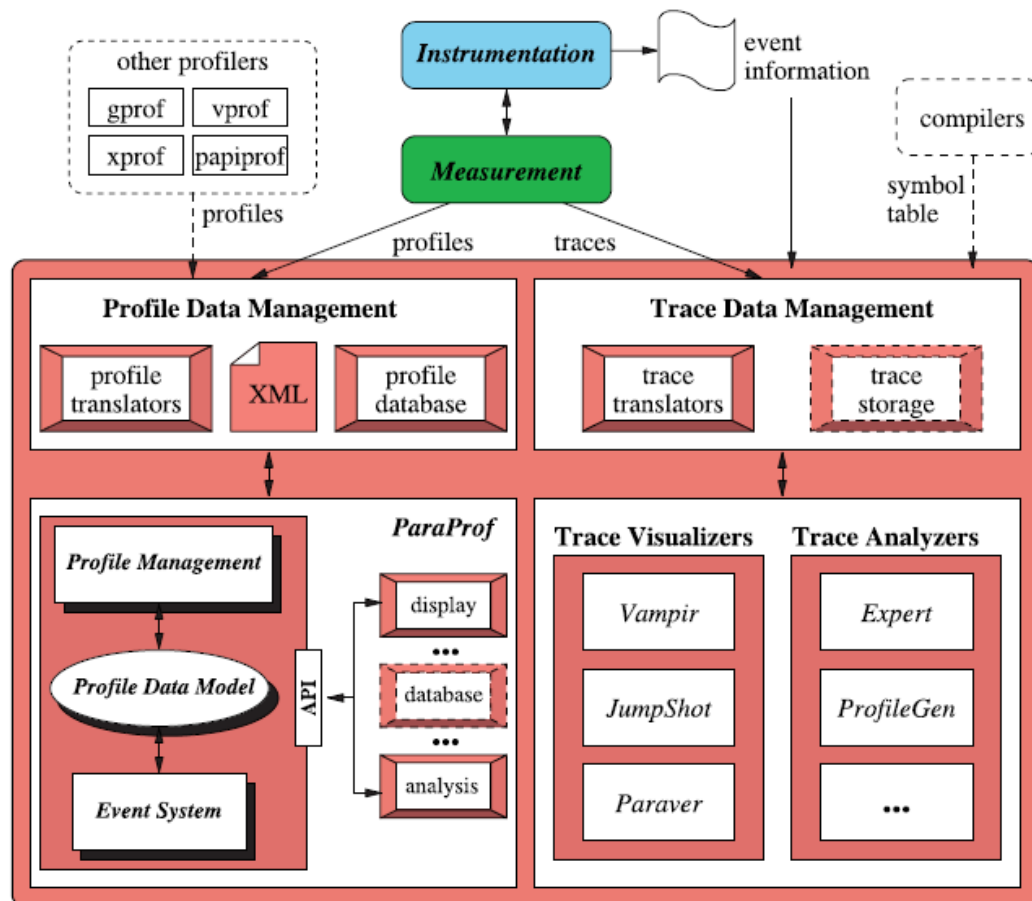 other profilers
gprof
vprof
xprof
papiprof
profiles
Instrumentation
event
information
Measurement
compilers
symbol
table
profiles
traces
Profile Data Management
profile
translators
XML
profile
database
Trace Data Management
trace
translators
trace
storage
ParaProf
Profile Management
Profile Data Model
Event System
API
display
...
database
...
analysis
Trace Visualizers
Vampir
JumpShot
Paraver
Trace Analyzers
Expert
ProfileGen
...